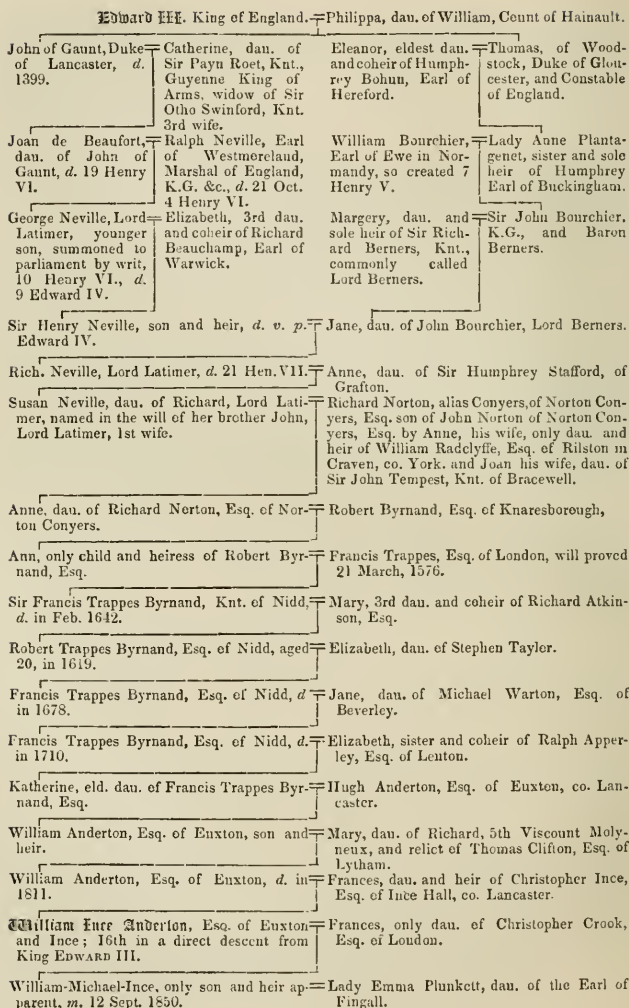 Edward III. King of England. Philippa, dau. of William, Count of Hainault.
John of Gaunt, Duke
of Lancaster, d.
1399.
Catherine, dau. of
Sir Payn Roet, Knt.,
Guyenne King of
Arms, widow of Sir
Otho Swinford, Knt.
3rd wife.
Eleanor, eldest dau.
and coheir of Humph-
rey Bohun, Earl of
Hereford.
Thomas, of Wood-
stock, Duke of Glou-
cester, and Constable
of England.
Joan de Beaufort,
dau. of John of
Gaunt, d. 19 Henry
VI.
Ralph Neville, Earl
of Westmoreland,
Marshal of England,
K.G. &c., d. 21 Oct.
4 Henry VI.
William Bourchier,
Earl of Ewe in Nor-
mandy, so created 7
Henry V.
Lady Anne Planta-
genet, sister and sole
heir of Humphrey
Earl of Buckingham.
George Neville, Lord
Latimer, younger
son, summoned to
parliament by writ,
10 Henry VI., d.
9 Edward IV.
Elizabeth, 3rd dau.
and coheir of Richard
Beauchamp, Earl of
Warwick.
Margery, dau. and
sole heir of Sir Rich-
ard Berners, Knt.,
commonly called
Lord Berners.
Sir John Bourchier,
K.G., and Baron
Berners.
Sir Henry Neville, son and heir, d. v. p.
Edward IV.
Jane, dau. of John Bourchier, Lord Berners.
Rich. Neville, Lord Latimer, d. 21 Hen. VII.
Anne, dau. of Sir Humphrey Stafford, of
Grafton.
Susan Neville, dau. of Richard, Lord Lati-
mer, named in the will of her brother John,
Lord Latimer, 1st wife.
Richard Norton, alias Conyers, of Norton Con-
yers, Esq. son of John Norton of Norton Con-
yers, Esq. by Anne, his wife, only dau. and
heir of William Radclyffe, Esq. of Rilston in
Craven, co. York. and Joan his wife, dau. of
Sir John Tempest, Knt. of Bracewell.
Anne, dau. of Richard Norton, Esq. of Nor-
ton Conyers.
Robert Byrnand, Esq. of Knaresborough,
Ann, only child and heiress of Robert Byr-
nand, Esq.
Francis Trappes, Esq. of London, will proved
21 March, 1576.
Sir Francis Trappes Byrnand, Knt. of Nidd,
d. in Feb. 1642.
Mary, 3rd dau. and coheir of Richard Atkin-
son, Esq.
Robert Trappes Byrnand, Esq. of Nidd, aged
20, in 1619.
Elizabeth, dau. of Stephen Tayler.
Francis Trappes Byrnand, Esq. of Nidd, d
in 1678.
Jane, dau. of Michael Warton, Esq. of
Beverley.
Francis Trappes Byrnand, Esq. of Nidd, d.
in 1710.
Elizabeth, sister and coheir of Ralph Apper-
ley, Esq. of Lenton.
Katherine, eld. dau. of Francis Trappes Byr-
nand, Esq.
Hugh Anderton, Esq. of Euxton, co. Lan-
caster.
William Anderton, Esq. of Euxton, son and
heir.
Mary, dau. of Richard, 5th Viscount Moly-
neux, and relict of Thomas Clifton, Esq. of
Lytham.
William Anderton, Esq. of Euxton, d. in
1811.
Frances, dau. and heir of Christopher Ince,
Esq. of Ince Hall, co. Lancaster.
William Ince Anderton, Esq. of Euxton
and Ince; 16th in a direct descent from
King EDWARD III.
Frances, only dau. of Christopher Crook,
Esq. of London.
William-Michael-Ince, only son and heir ap-
parent, m. 12 Sept. 1850.
Lady Emma Plunkett, dau. of the Earl of
Fingall.